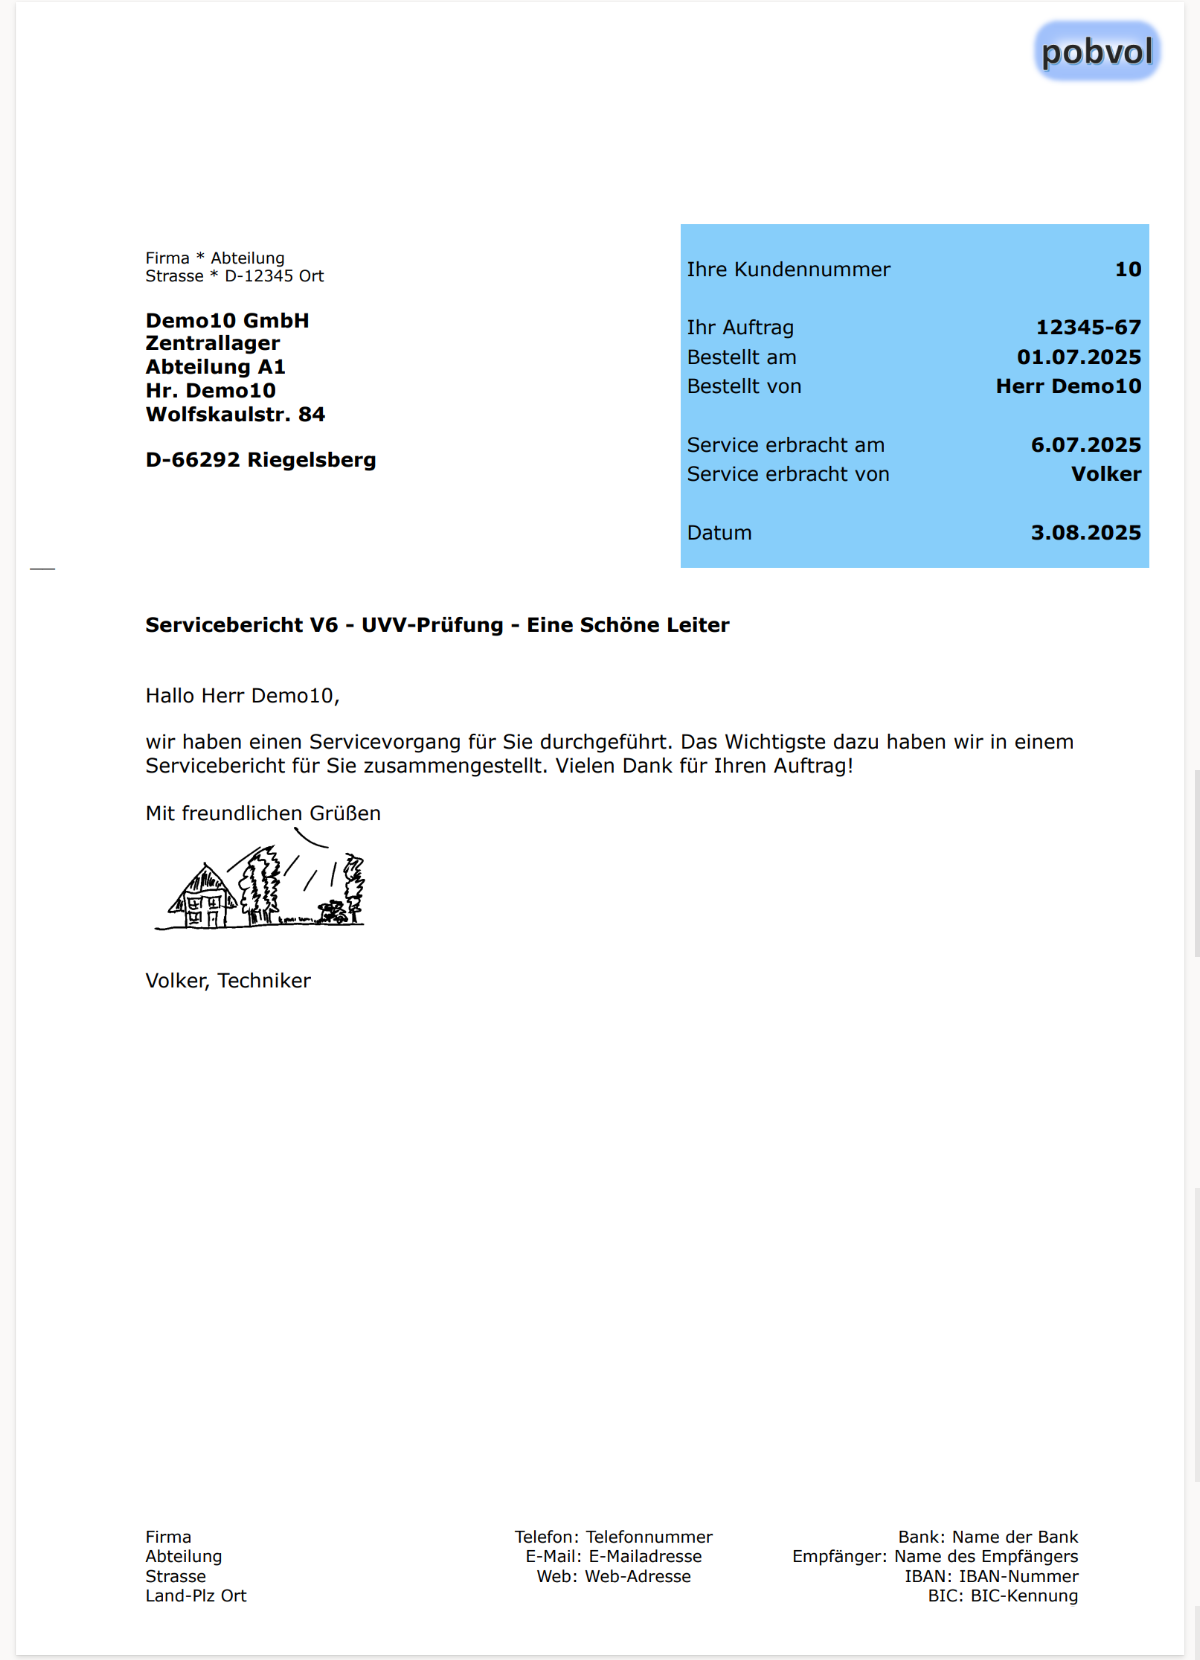 pobvol
Firma * Abteilung
Strasse * D-12345 Ort
Demo10 GmbH
Zentrallager
Abteilung A1
Hr. Demo10
Wolfskaulstr. 84
D-66292 Riegelsberg
Ihre Kundennummer 10
Ihr Auftrag 12345-67
Bestellt am 01.07.2025
Bestellt von Herr Demo10
Service erbracht am 6.07.2025
Service erbracht von Volker
Datum 3.08.2025
Servicebericht V6 - UVV-Prüfung - Eine Schöne Leiter
Hallo Herr Demo10,
wir haben einen Servicevorgang für Sie durchgeführt. Das Wichtigste dazu haben wir in einem
Servicebericht für Sie zusammengestellt. Vielen Dank für Ihren Auftrag!
Mit freundlichen Grüßen
Volker, Techniker
Firma
Abteilung
Strasse
Land-Plz Ort
Telefon: Telefonnummer
E-Mail: E-Mailadresse
Web: Web-Adresse
Bank: Name der Bank
Empfänger: Name des Empfängers
IBAN: IBAN-Nummer
BIC: BIC-Kennung